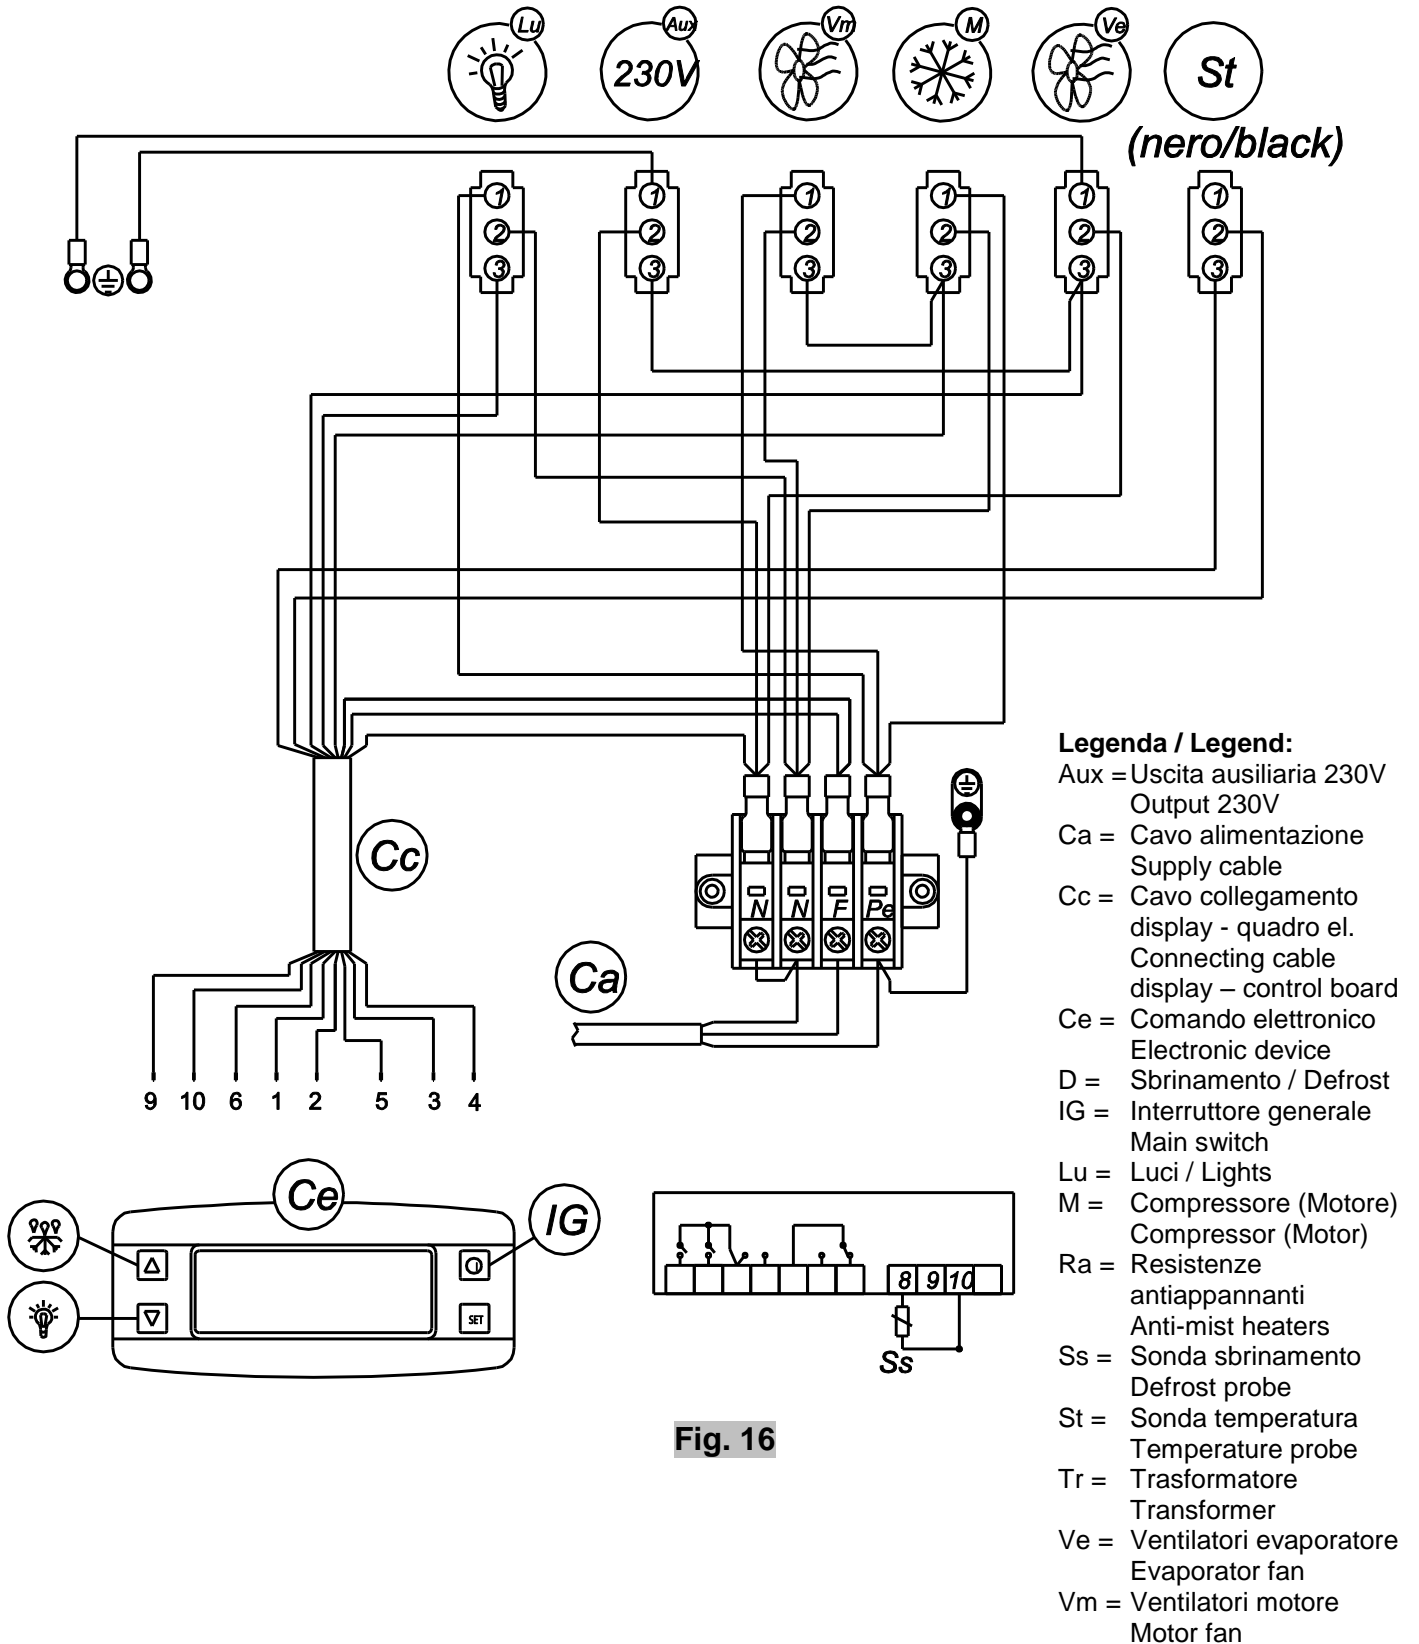 Lu Aux Vm M Ve
230V St
(nero/black)
1 1 1 1 1 1
2 2 2 2 2 2
3 3 3 3 3 3
Cc
N N F Pe
Ca
9 10 6 1 2 5 3 4
Ce
IG
SET
8 9 10
Ss
Fig. 16
Legenda / Legend:
Aux = Uscita ausiliaria 230V
Output 230V
Ca = Cavo alimentazione
Supply cable
Cc = Cavo collegamento
display - quadro el.
Connecting cable
display – control board
Ce = Comando elettronico
Electronic device
D = Sbrinamento / Defrost
IG = Interruttore generale
Main switch
Lu = Luci / Lights
M = Compressore (Motore)
Compressor (Motor)
Ra = Resistenze
antiappannanti
Anti-mist heaters
Ss = Sonda sbrinamento
Defrost probe
St = Sonda temperatura
Temperature probe
Tr = Trasformatore
Transformer
Ve = Ventilatori evaporatore
Evaporator fan
Vm = Ventilatori motore
Motor fan